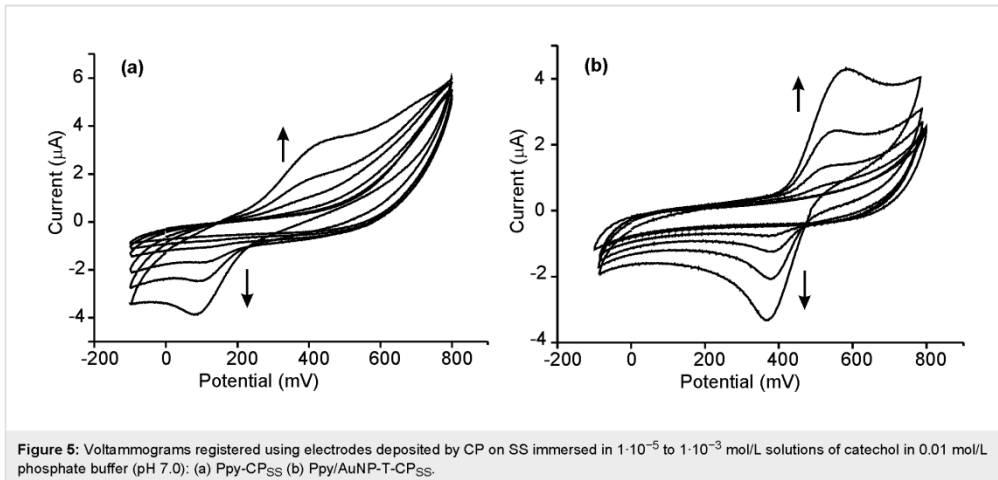 (a)
6
4
2
0
-2
-4
Current (µA)
-200 0 200 400 600 800
Potential (mV)
(b)
4
2
0
-2
-4
Current (µA)
-200 0 200 400 600 800
Potential (mV)
Figure 5: Voltammograms registered using electrodes deposited by CP on SS immersed in 1·10⁻⁵ to 1·10⁻³ mol/L solutions of catechol in 0.01 mol/L
phosphate buffer (pH 7.0): (a) Ppy-CPSS (b) Ppy/AuNP-T-CPSS.